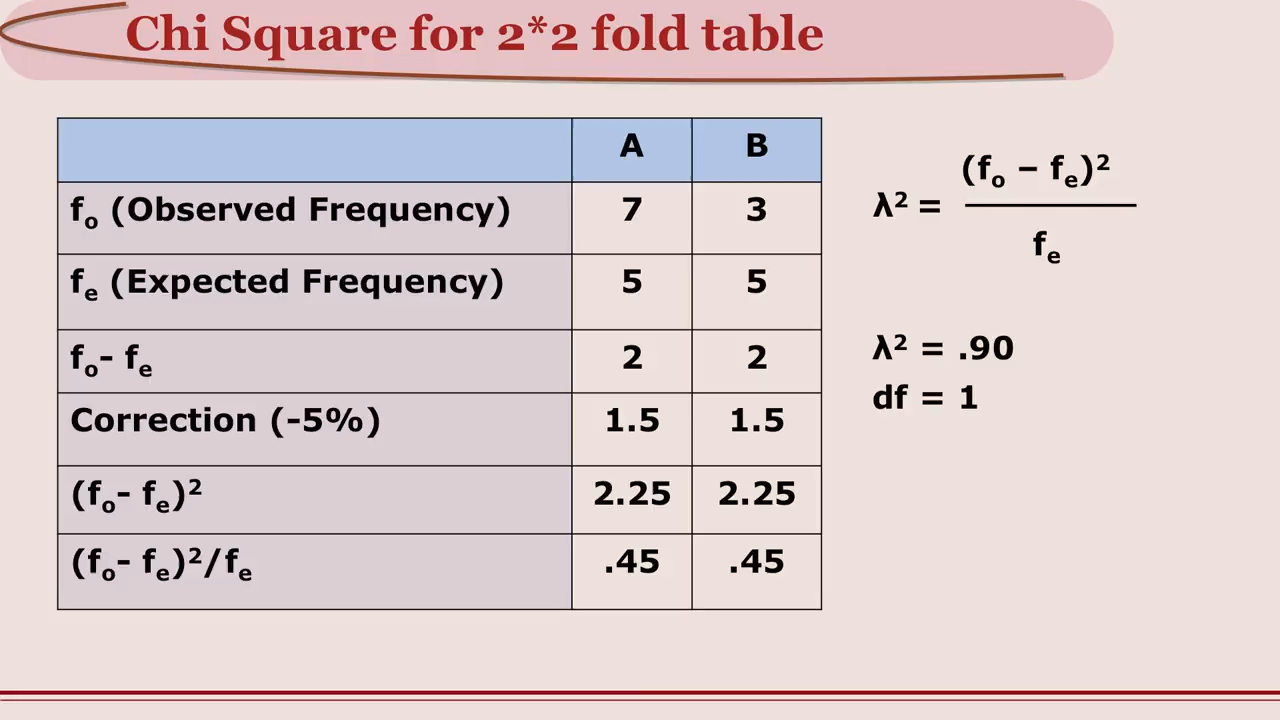 Chi Square for 2*2 fold table
A B
fₒ (Observed Frequency) 7 3
fₑ (Expected Frequency) 5 5
fₒ- fₑ 2 2
Correction (-5%) 1.5 1.5
(fₒ- fₑ)² 2.25 2.25
(fₒ- fₑ)²/fₑ .45 .45
(fₒ – fₑ)²
λ² =
fₑ
λ² = .90
df = 1